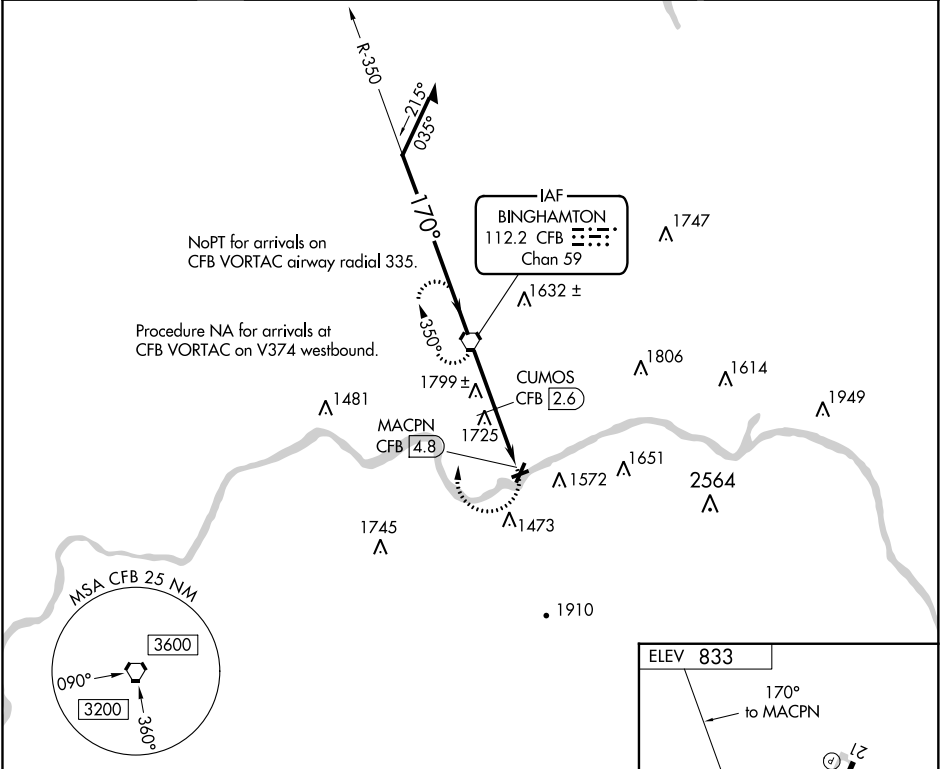 R-350
215°
035°
170°
IAF
BINGHAMTON
112.2 CFB
Chan 59
1747
NoPT for arrivals on
CFB VORTAC airway radial 335.
1632 ±
Procedure NA for arrivals at
CFB VORTAC on V374 westbound.
350°
1806
1614
1799 ±
CUMOS
CFB 2.6
1481
1949
1725
MACPN
CFB 4.8
1572
1651
2564
1473
1745
MSA CFB 25 NM
3600
090°
3200
360°
1910
ELEV 833
170°
to MACPN
21
P